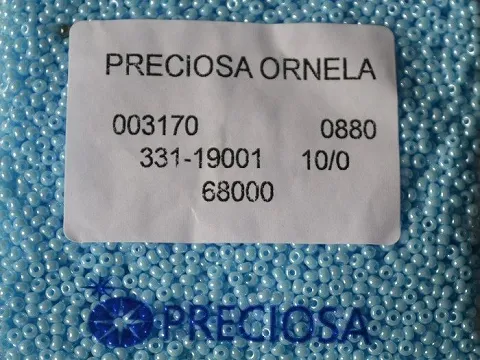 PRECiOSA ORNELA
003170 0880
331-19001 10/0
68000
PRECIOSA